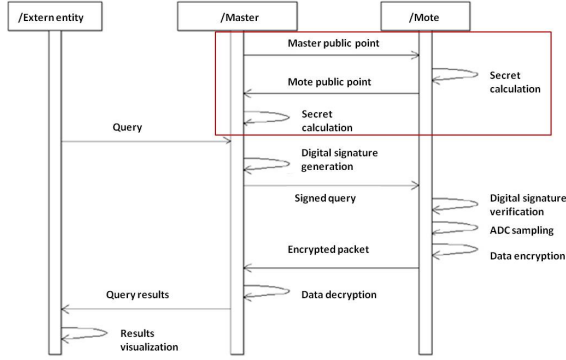 /Extern entity
/Master
/Mote
Master public point
Secret
calculation
Mote public point
Secret
calculation
Query
Digital signature
generation
Signed query
Digital signature
verification
ADC sampling
Encrypted packet
Data encryption
Query results
Data decryption
Results
visualization